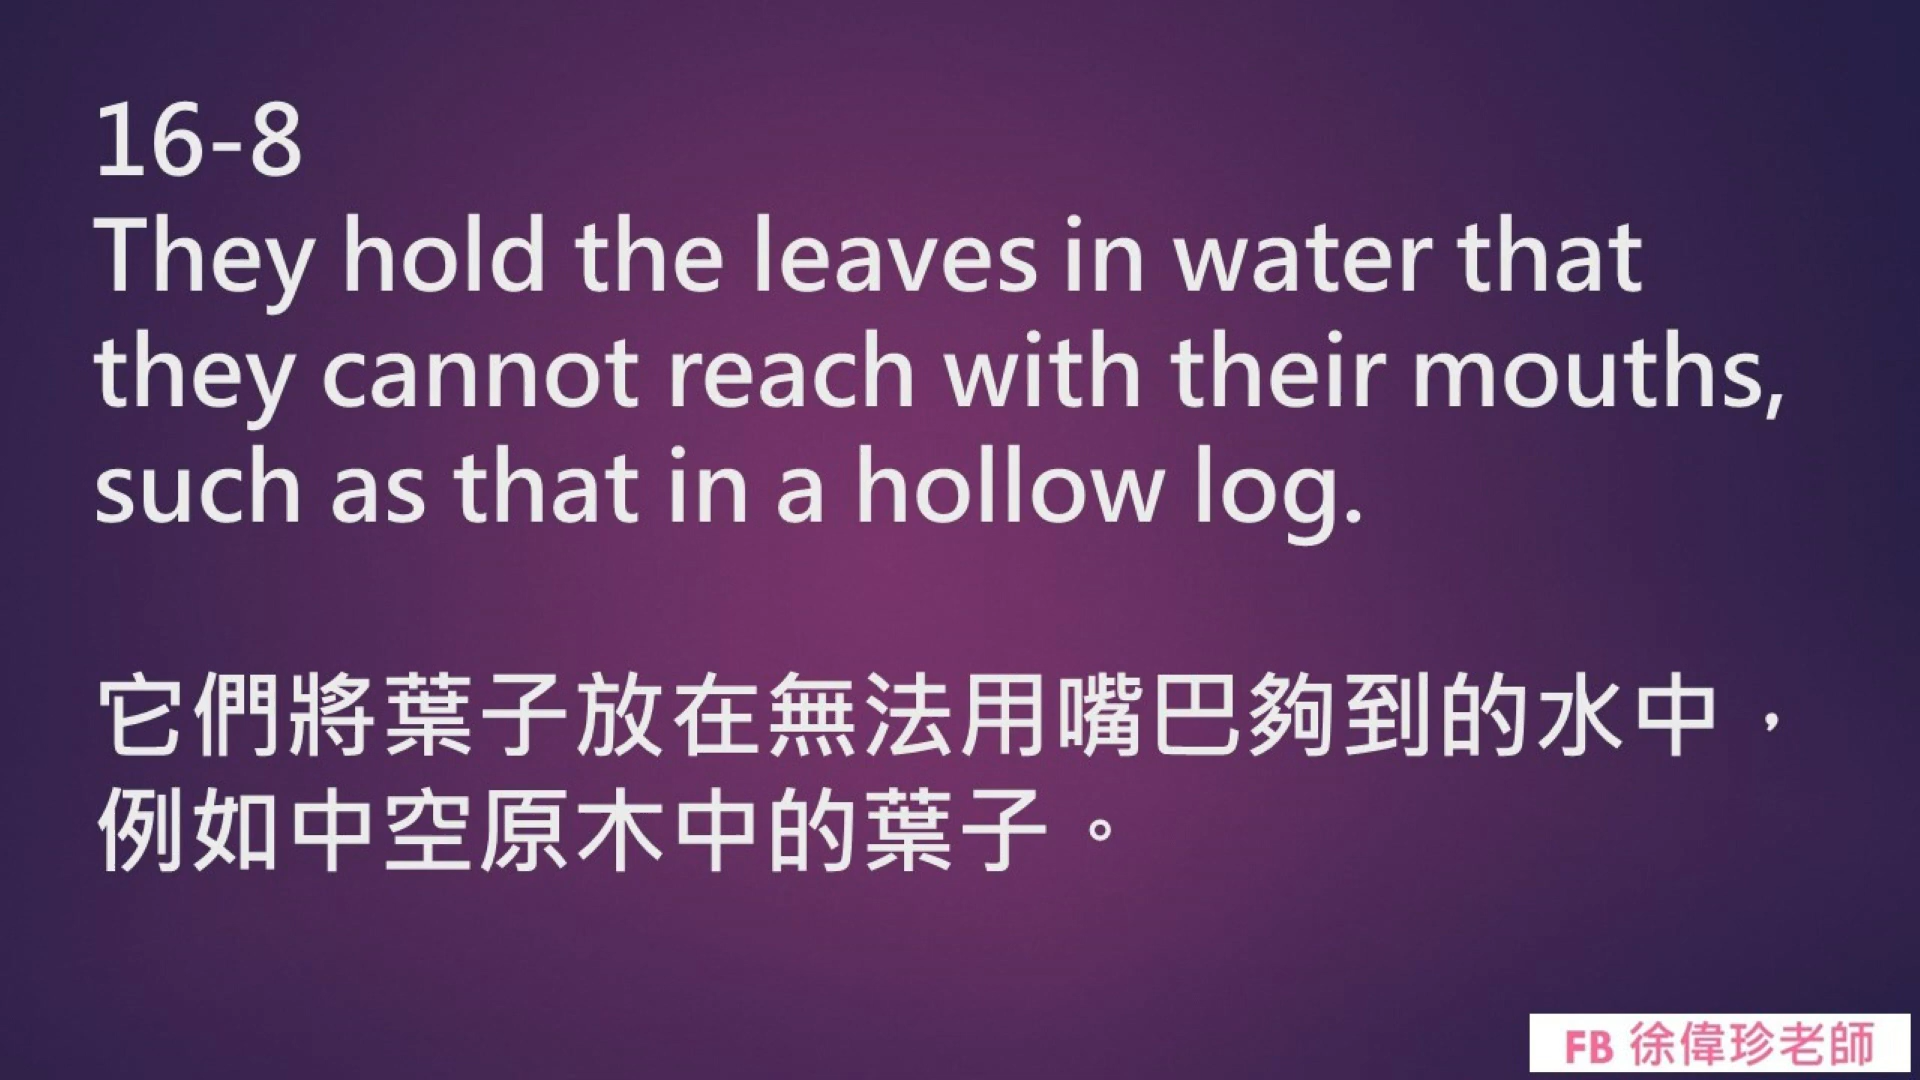 16-8
They hold the leaves in water that
they cannot reach with their mouths,
such as that in a hollow log.
它們將葉子放在無法用嘴巴夠到的水中，
例如中空原木中的葉子。
FB 徐偉珍老師